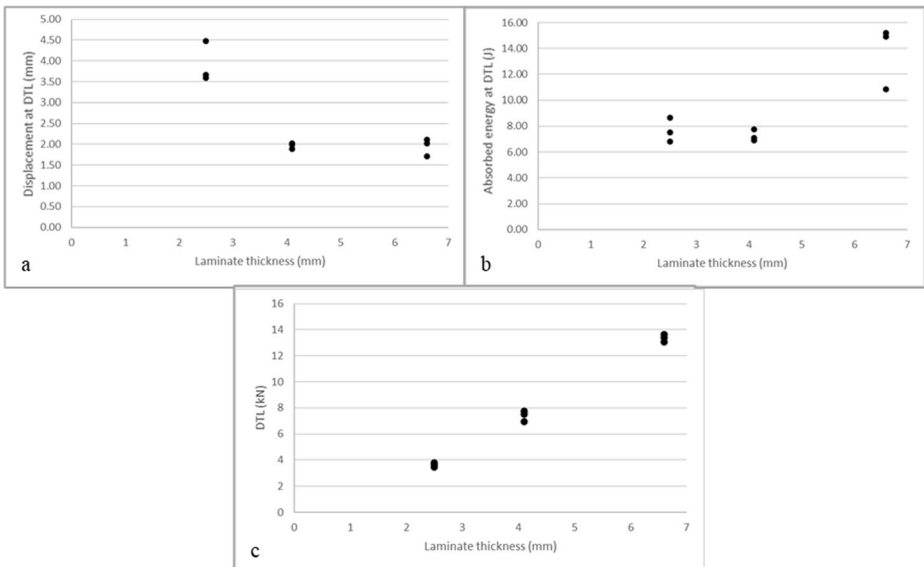 5.00
4.50
4.00
3.50
3.00
2.50
2.00
1.50
1.00
0.50
0.00
Displacement at DTL (mm)
0 1 2 3 4 5 6 7
Laminate thickness (mm)
a
16.00
14.00
12.00
10.00
8.00
6.00
4.00
2.00
0.00
Absorbed energy at DTL (J)
0 1 2 3 4 5 6 7
Laminate thickness (mm)
b
16
14
12
10
8
6
4
2
0
DTL (kN)
0 1 2 3 4 5 6 7
Laminate thickness (mm)
c